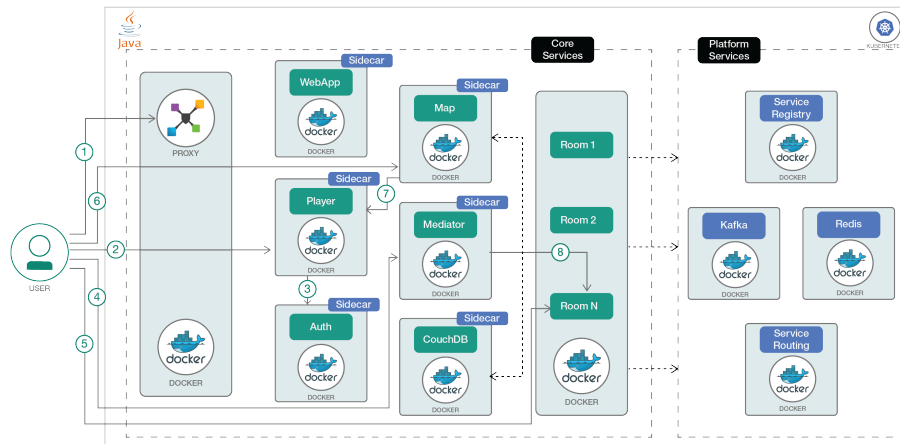 Java
Core
Services
Platform
Services
KUBERNETE
Sidecar
WebApp
docker
DOCKER
PROXY
Sidecar
Map
docker
DOCKER
Room 1
Service
Registry
docker
DOCKER
1
6
7
Sidecar
Player
docker
DOCKER
Sidecar
Mediator
docker
DOCKER
Room 2
Kafka
docker
DOCKER
Redis
docker
DOCKER
USER
2
8
3
4
5
Sidecar
Auth
docker
DOCKER
Sidecar
CouchDB
docker
DOCKER
Room N
docker
DOCKER
docker
DOCKER
Service
Routing
docker
DOCKER